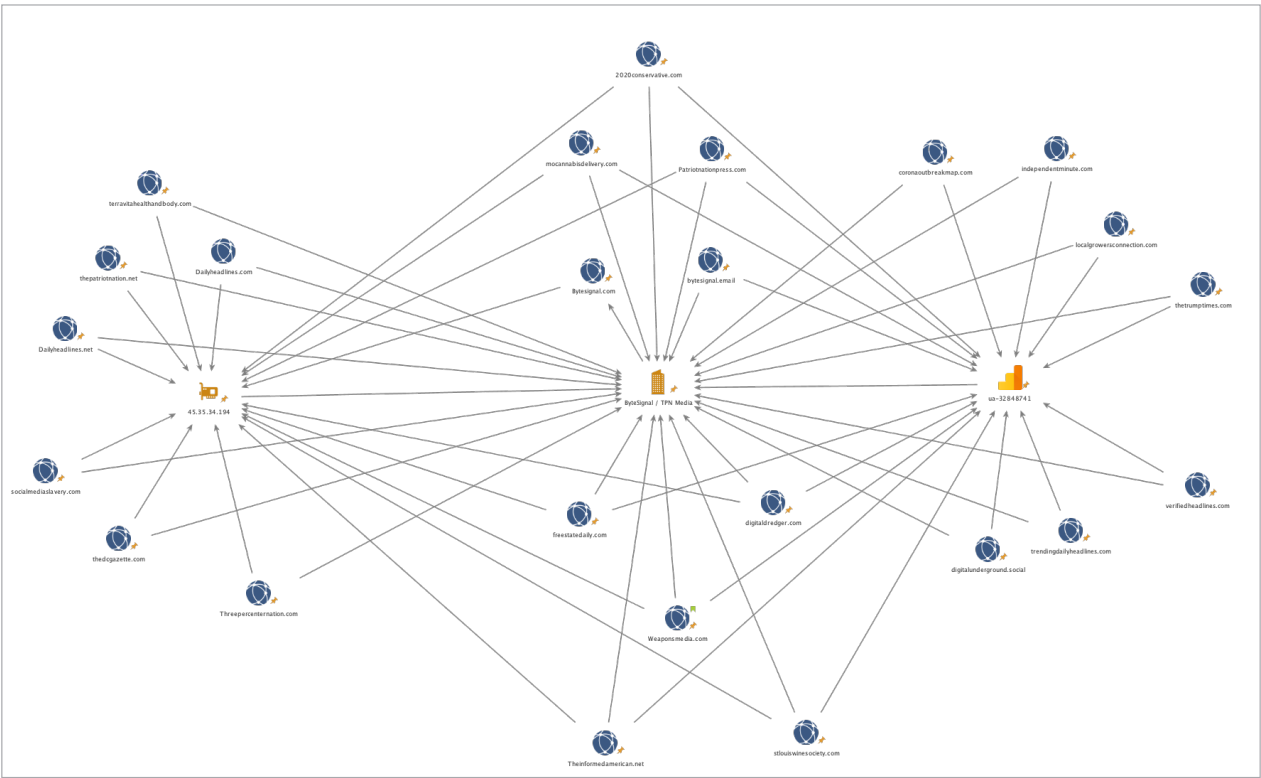 2020conservative.com
mocannabisdelivery.com
Patriotnationpress.com
coronaoutbreakmap.com
independentminute.com
terravitahealthandbody.com
localgrowersconnection.com
thepatriotnation.net
Dailyheadlines.com
Bytesignal.com
bytesignal.email
thetrumptimes.com
Dailyheadlines.net
45.35.34.194
ByteSignal / TPN Media
ua-32848741
socialmediaslavery.com
verifiedheadlines.com
thedcgazette.com
freestatedaily.com
digitaldredger.com
trendingdailyheadlines.com
digitalunderground.social
Threepercenternation.com
Weaponsmedia.com
Theinformedamerican.net
stlouiswinesociety.com